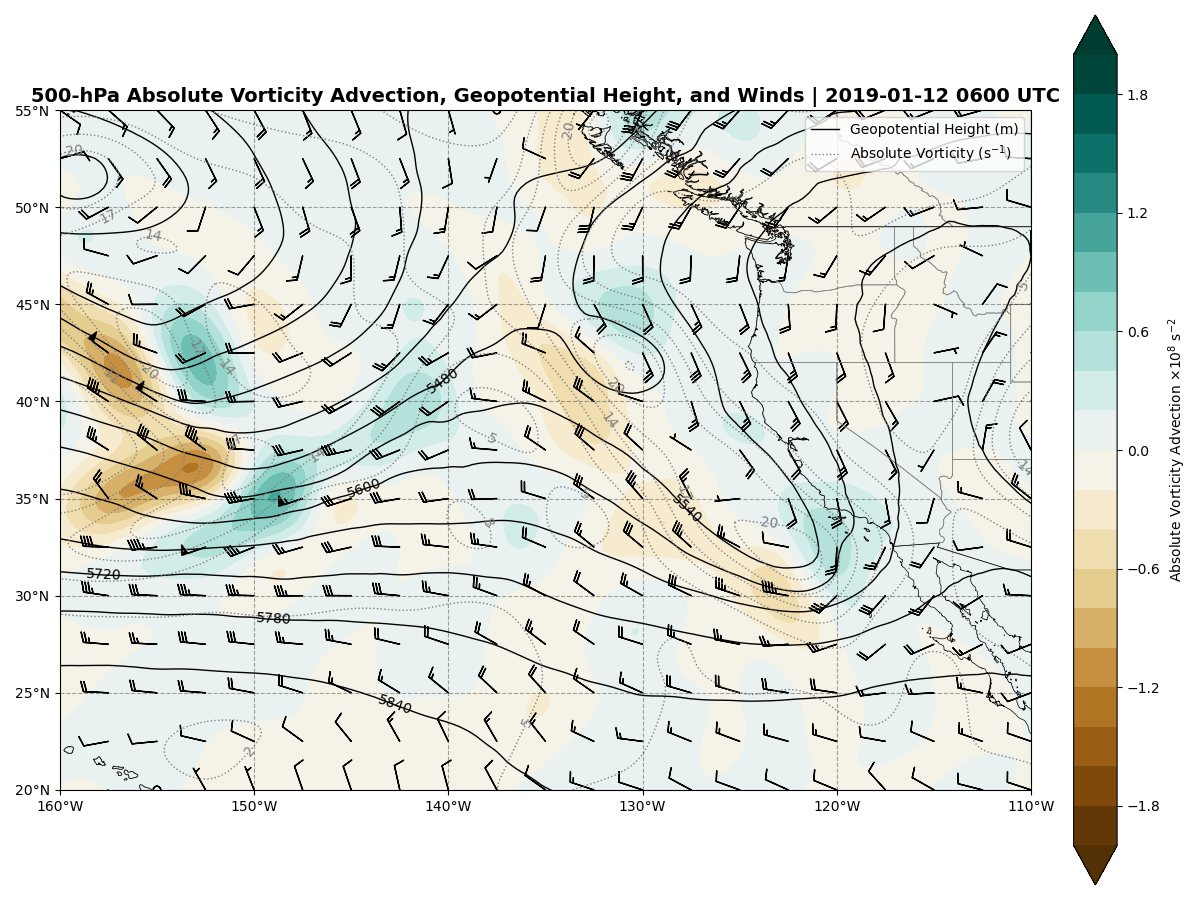 500-hPa Absolute Vorticity Advection, Geopotential Height, and Winds | 2019-01-12 0600 UTC
Geopotential Height (m)
Absolute Vorticity (s⁻¹)
55°N
50°N
45°N
40°N
35°N
30°N
25°N
20°N
160°W
150°W
140°W
130°W
120°W
110°W
20
20
17
14
20
14
5480
20
14
5
14
5600
5540
20
5720
5780
5840
5
2
5
14
1.8
1.2
0.6
0.0
−0.6
−1.2
−1.8
Absolute Vorticity Advection ×10⁸ s⁻²